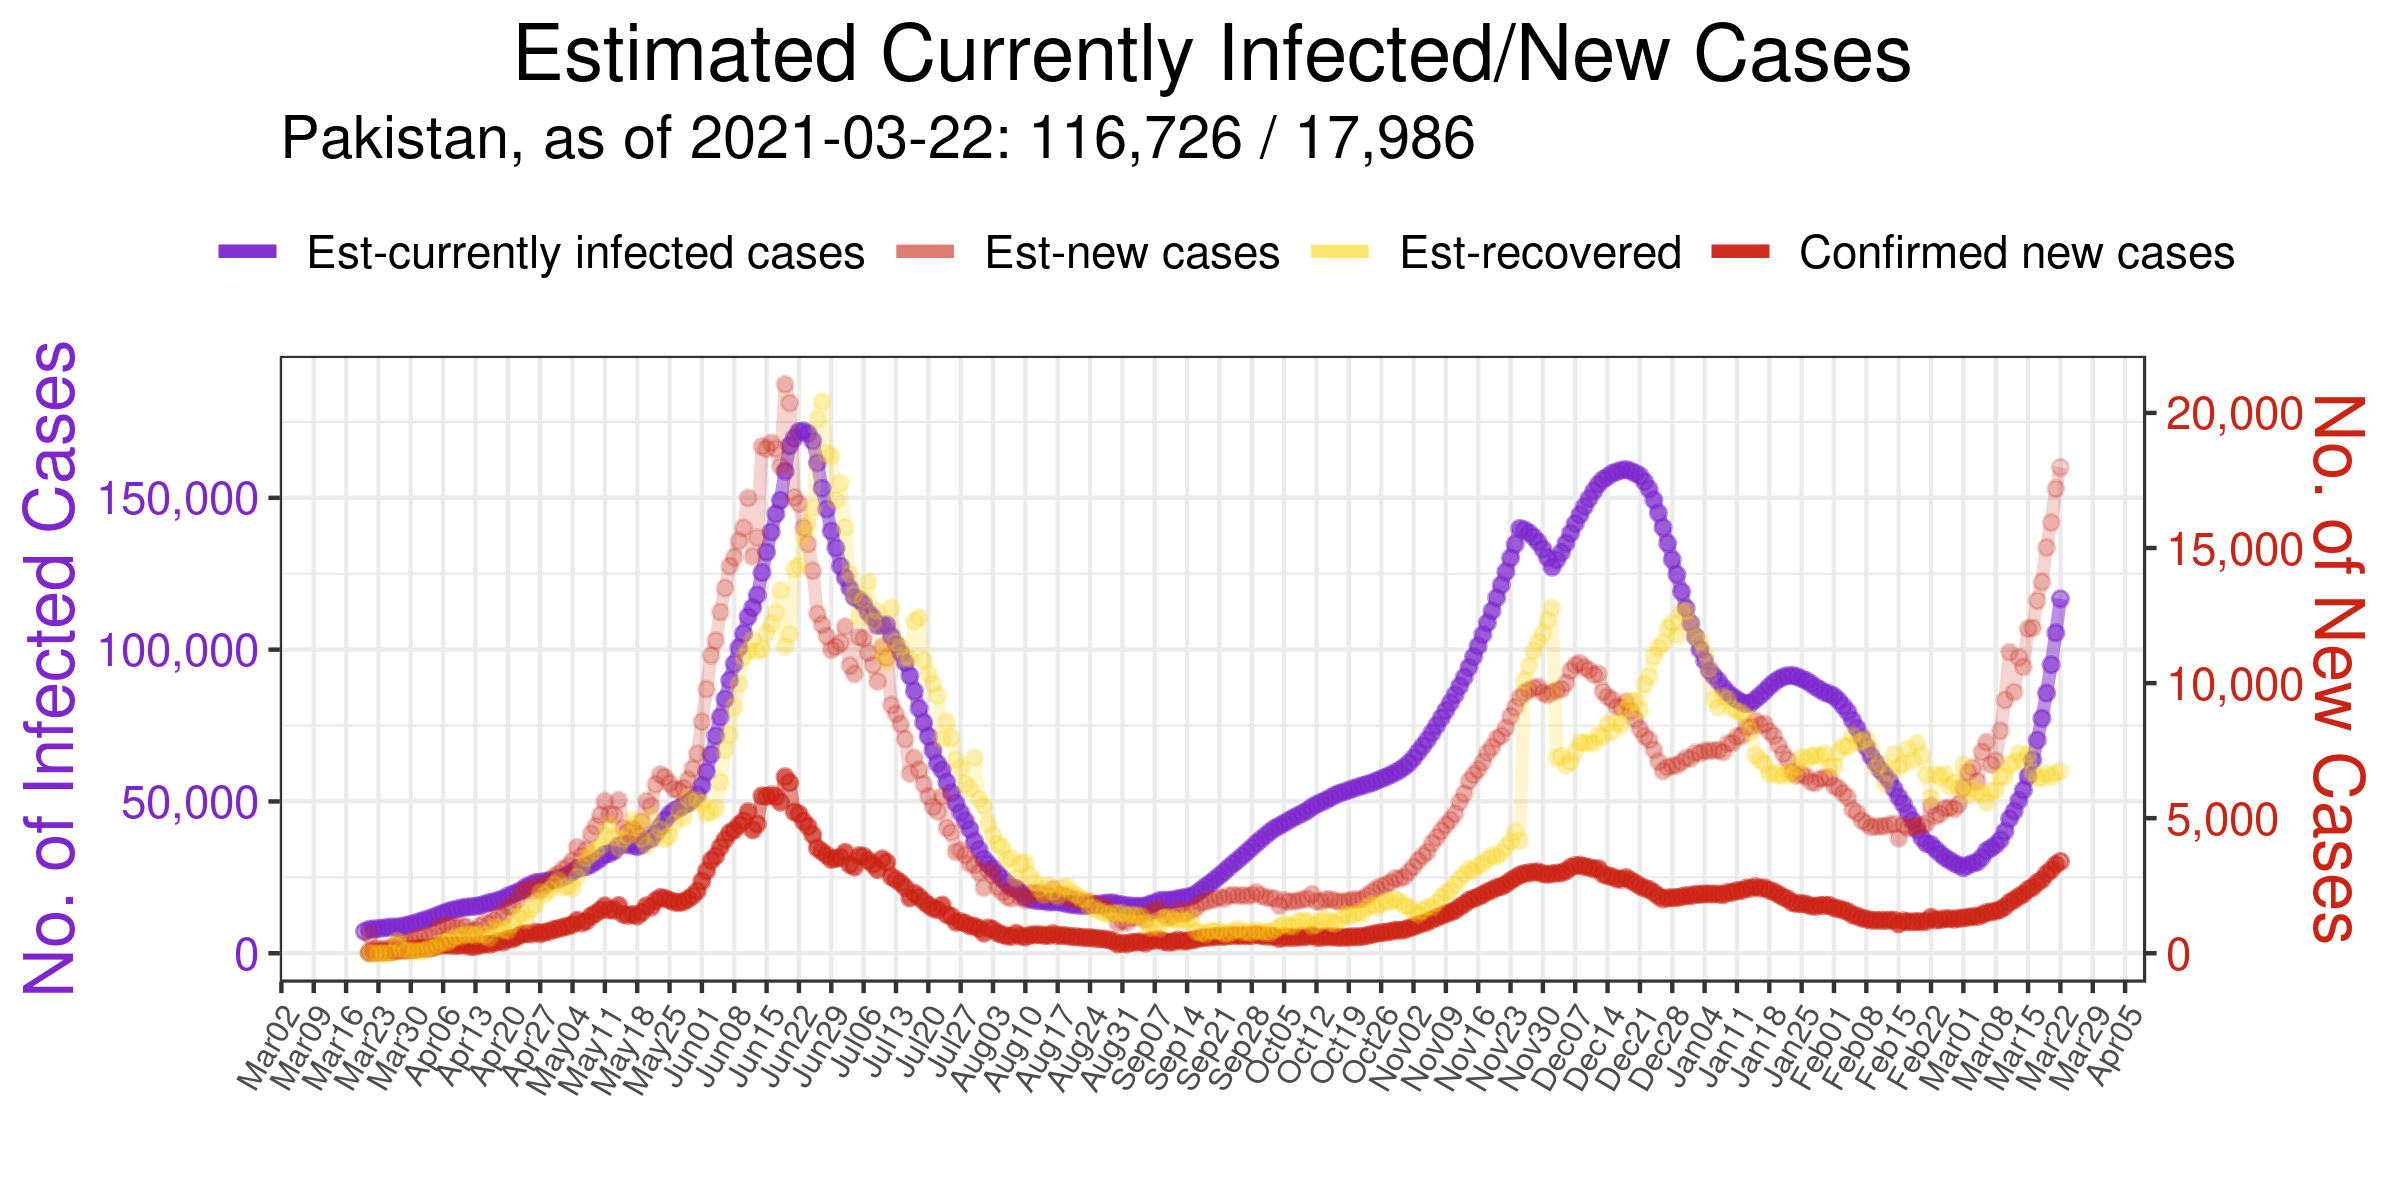 Estimated Currently Infected/New Cases
Pakistan, as of 2021-03-22: 116,726 / 17,986
Est-currently infected cases Est-new cases Est-recovered Confirmed new cases
No. of Infected Cases
150,000
100,000
50,000
0
20,000
15,000
10,000
5,000
0
No. of New Cases
Mar02 Mar09 Mar16 Mar23 Mar30 Apr06 Apr13 Apr20 Apr27 May04 May11 May18 May25 Jun01 Jun08 Jun15 Jun22 Jun29 Jul06 Jul13 Jul20 Jul27 Aug03 Aug10 Aug17 Aug24 Aug31 Sep07 Sep14 Sep21 Sep28 Oct05 Oct12 Oct19 Oct26 Nov02 Nov09 Nov16 Nov23 Nov30 Dec07 Dec14 Dec21 Dec28 Jan04 Jan11 Jan18 Jan25 Feb01 Feb08 Feb15 Feb22 Mar01 Mar08 Mar15 Mar22 Mar29 Apr05